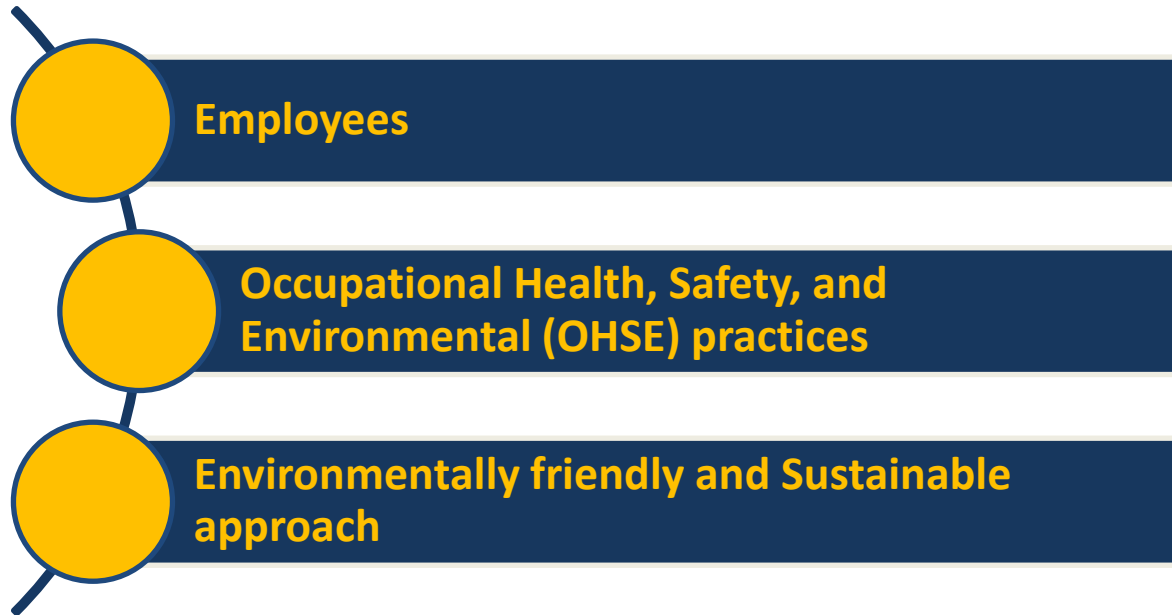 Employees
Occupational Health, Safety, and
Environmental (OHSE) practices
Environmentally friendly and Sustainable
approach